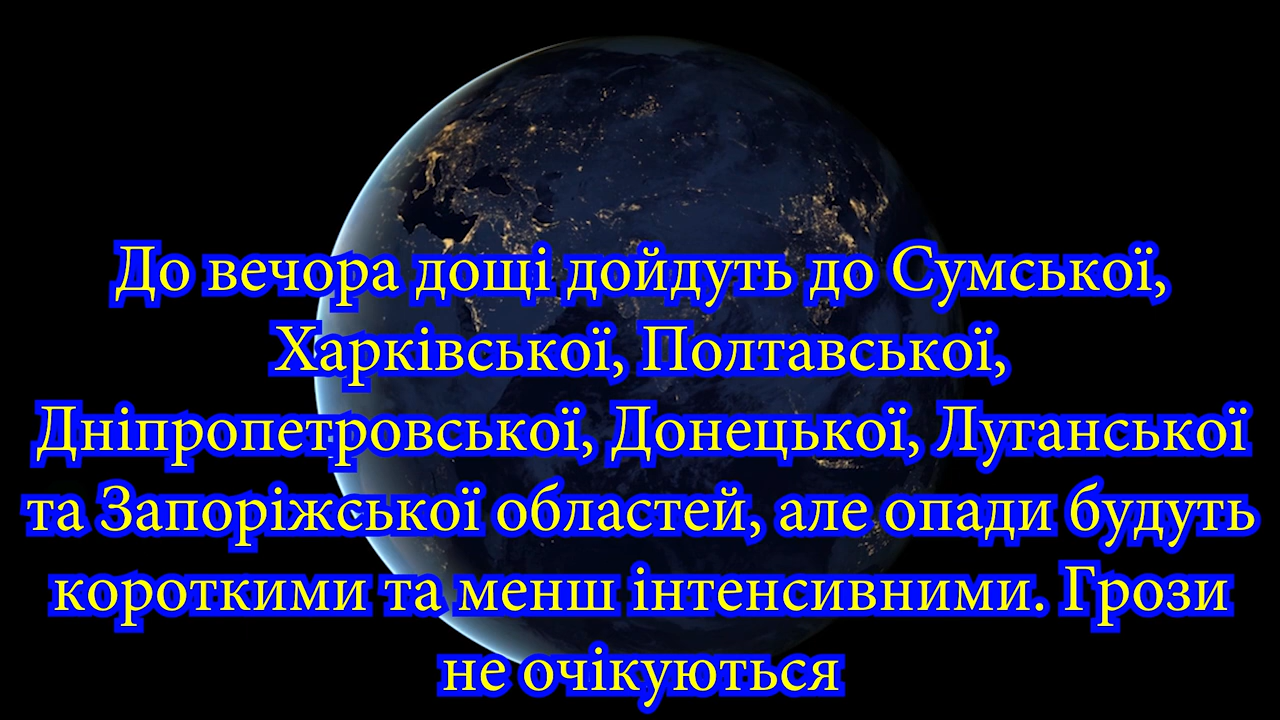 До вечора дощі дойдуть до Сумської,
Харківської, Полтавської,
Дніпропетровської, Донецької, Луганської
та Запоріжської областей, але опади будуть
короткими та менш інтенсивними. Грози
не очікуються